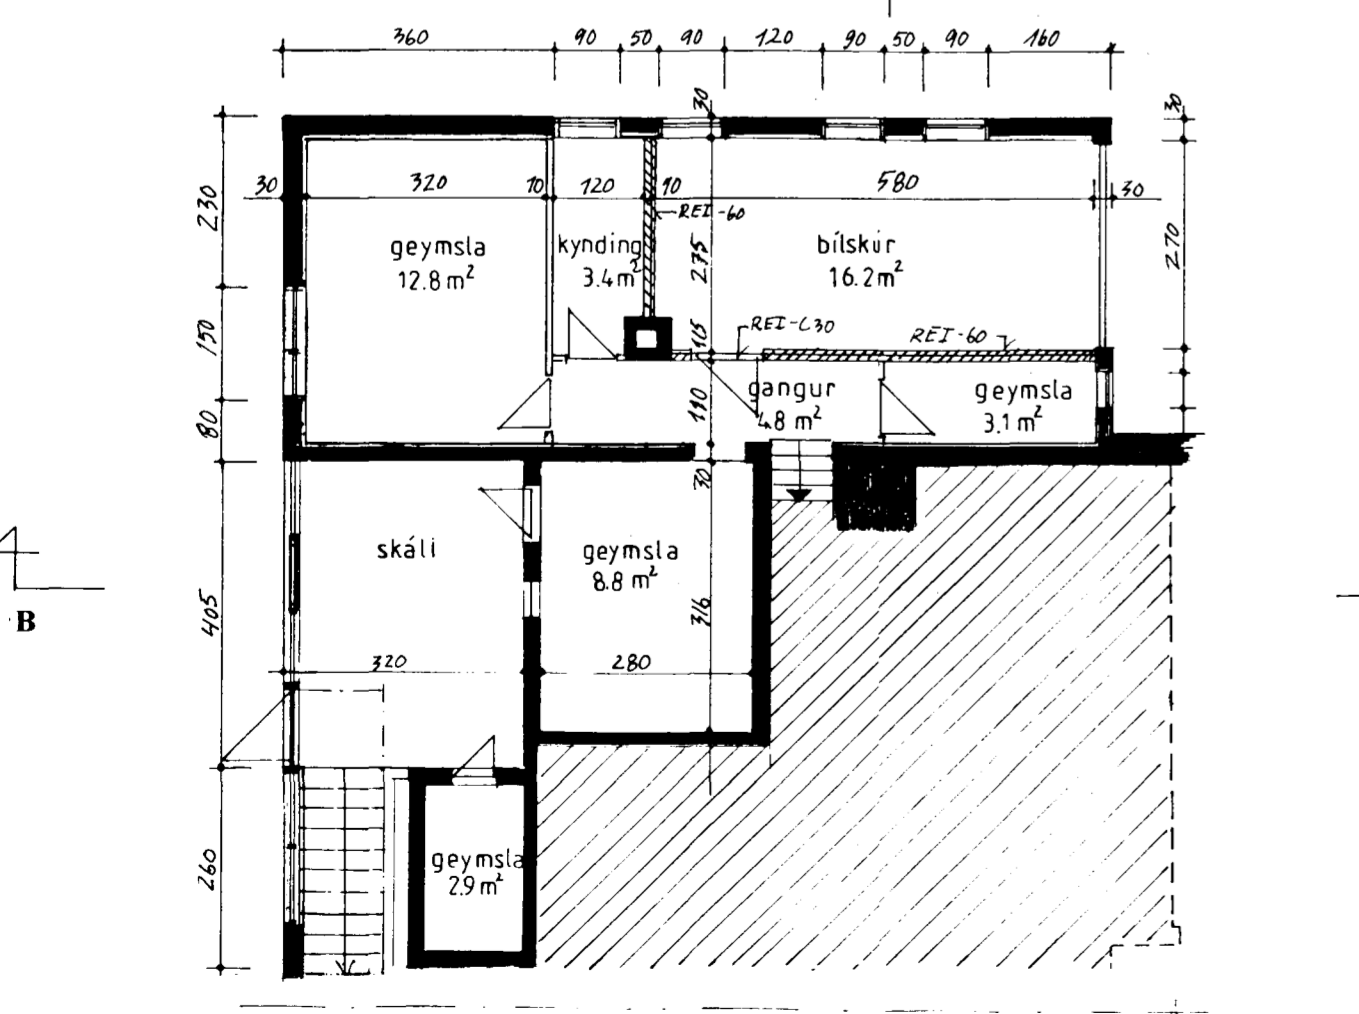 360 90 50 90 120 90 50 90 160
30 30
30 320 10 120 10 580 30
REI-60
230 275 270
geymsla kynding bílskúr
12.8 m² 3.4 m² 16.2 m²
150 115 REI-C30 REI-60
80 110 gangur geymsla
4.8 m² 3.1 m²
30
skáli geymsla
8.8 m²
405 316
B
320 280
260 geymsla
2.9 m²